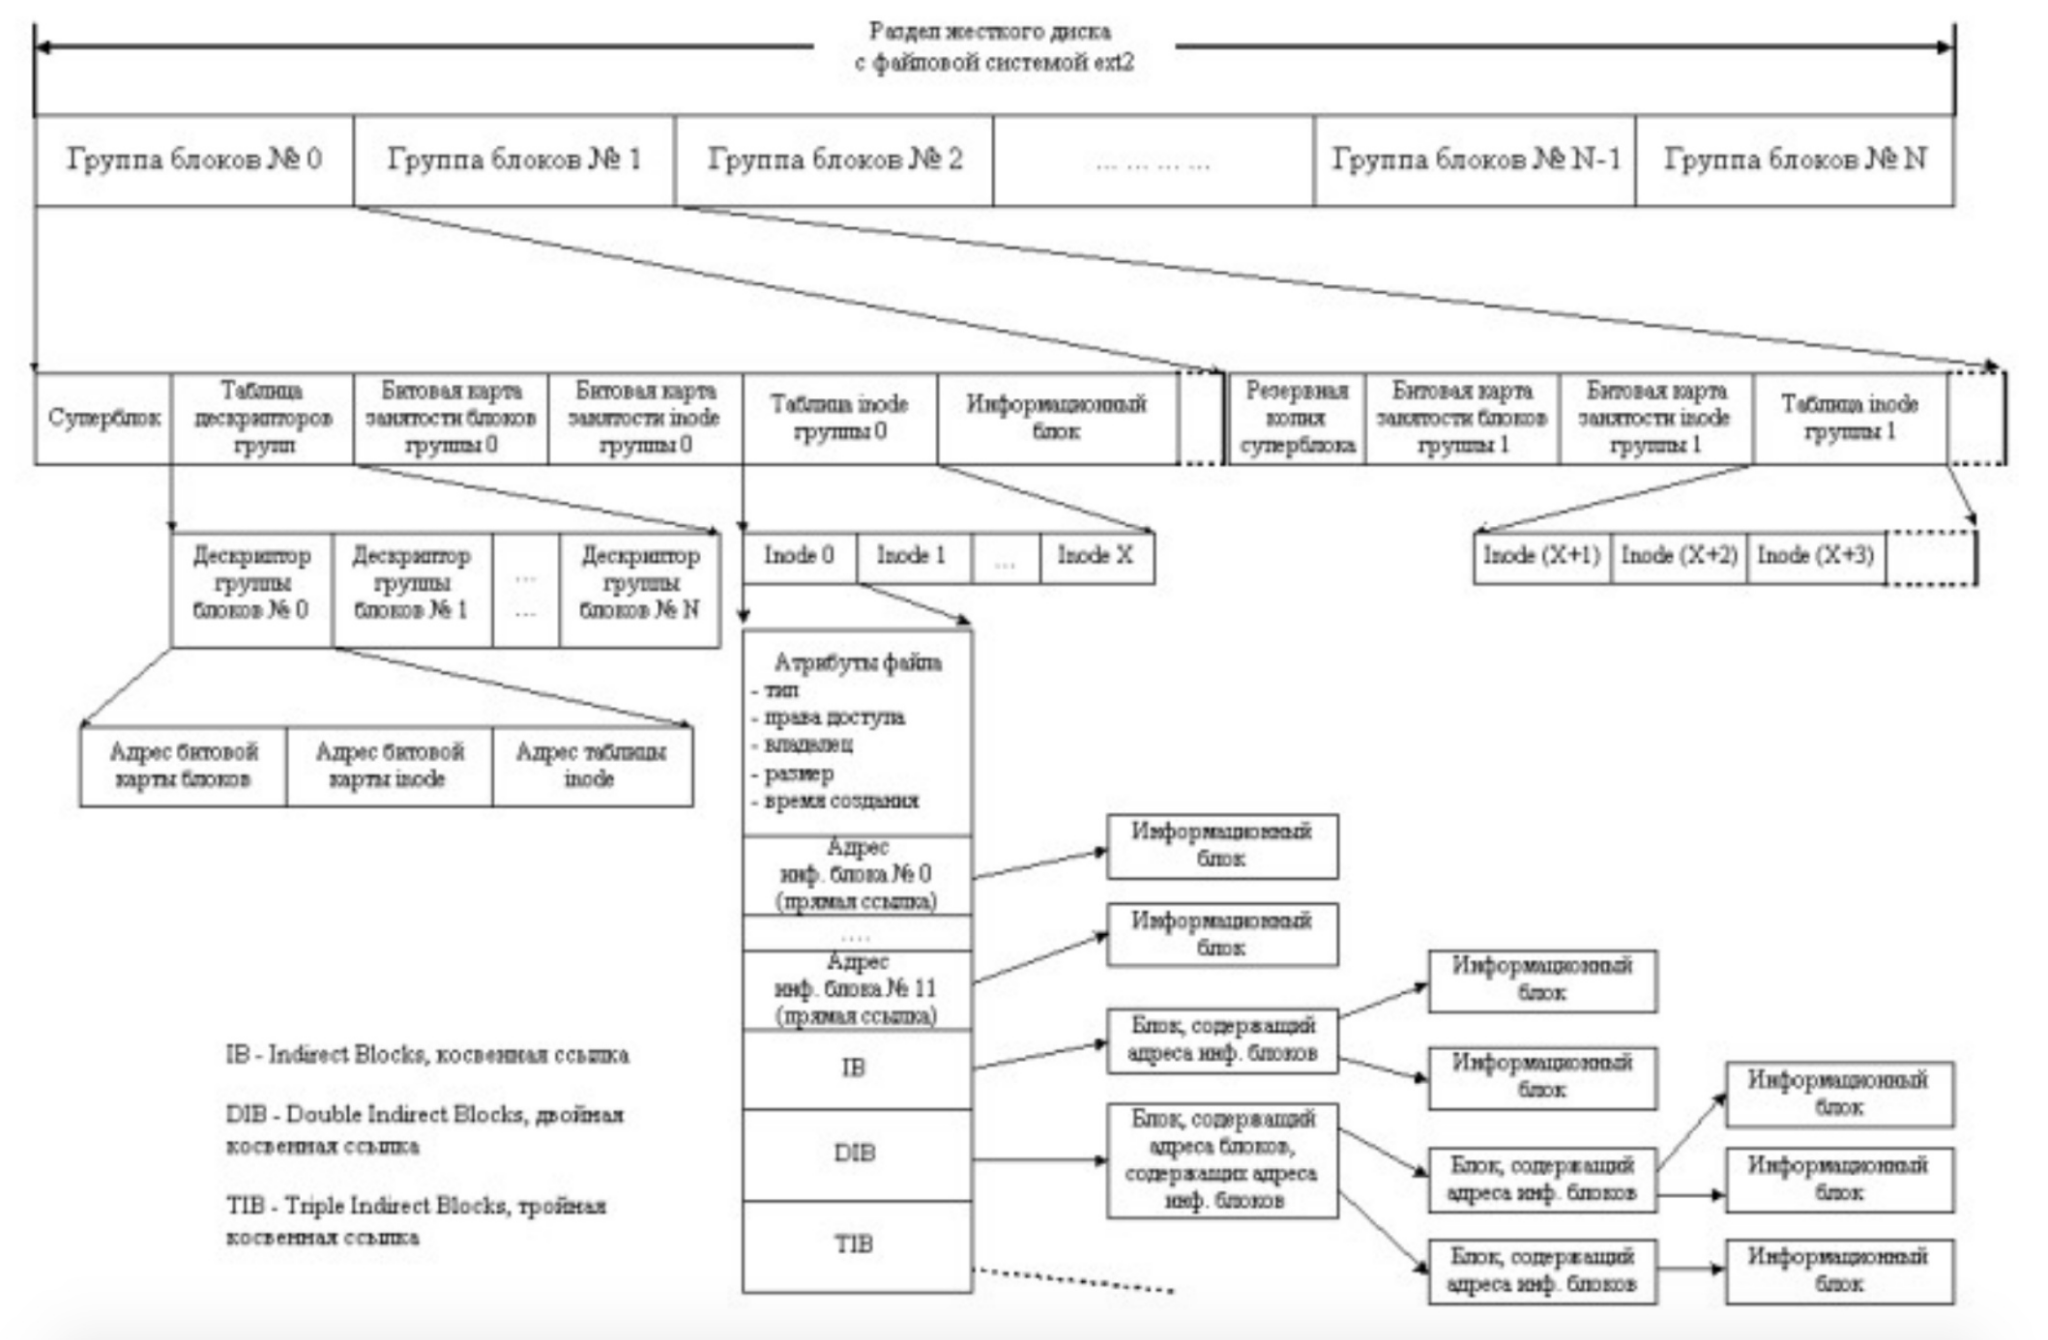 Раздел жесткого диска
с файловой системой ext2
Группа блоков № 0
Группа блоков № 1
Группа блоков № 2
... ... ... ...
Группа блоков № N-1
Группа блоков № N
Суперблок
Таблица
дескрипторов
групп
Битовая карта
занятости блоков
группы 0
Битовая карта
занятости inode
группы 0
Таблица inode
группы 0
Информационный
блок
Резервная
копия
суперблока
Битовая карта
занятости блоков
группы 1
Битовая карта
занятости inode
группы 1
Таблица inode
группы 1
Дескриптор
группы
блоков № 0
Дескриптор
группы
блоков № 1
...
...
Дескриптор
группы
блоков № N
Inode 0
Inode 1
...
Inode X
Inode (X+1)
Inode (X+2)
Inode (X+3)
Адрес битовой
карты блоков
Адрес битовой
карты inode
Адрес таблицы
inode
Атрибуты файла
- тип
- права доступа
- владелец
- размер
- время создания
Адрес
инф. блока № 0
(прямая ссылка)
....
Адрес
инф. блока № 11
(прямая ссылка)
IB
DIB
TIB
Информационный
блок
Информационный
блок
Блок, содержащий
адреса инф. блоков
Информационный
блок
Информационный
блок
Блок, содержащий
адреса блоков,
содержащих адреса
инф. блоков
Блок, содержащий
адреса инф. блоков
Блок, содержащий
адреса инф. блоков
Информационный
блок
Информационный
блок
Информационный
блок
IB - Indirect Blocks, косвенная ссылка
DIB - Double Indirect Blocks, двойная
косвенная ссылка
TIB - Triple Indirect Blocks, тройная
косвенная ссылка